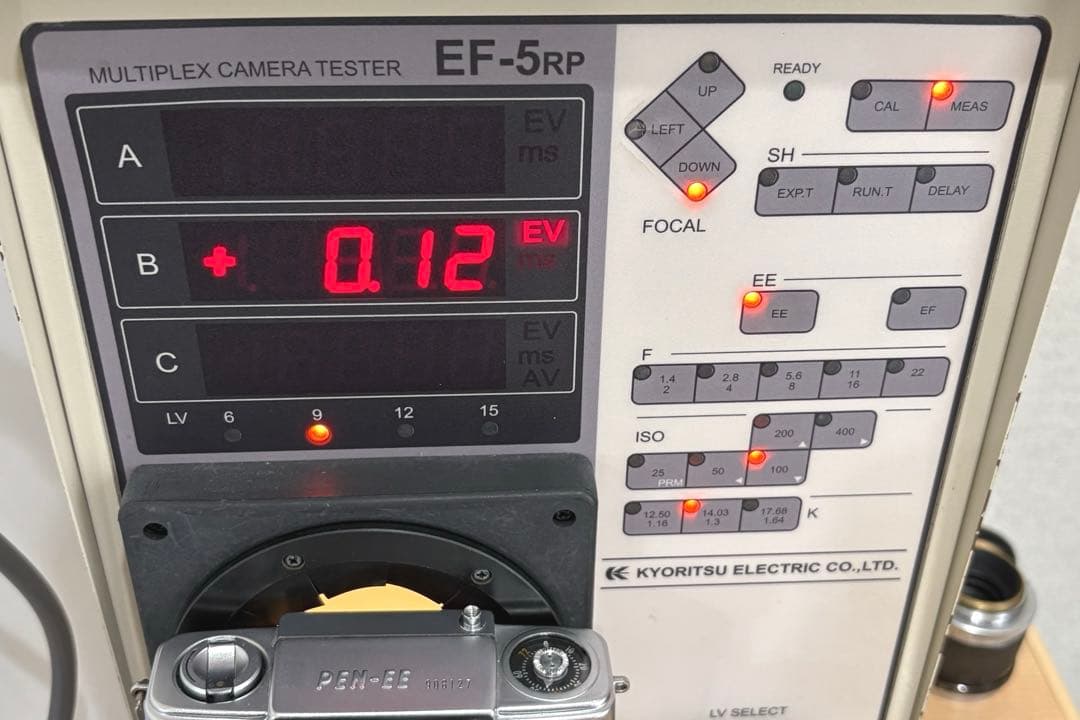 MULTIPLEX CAMERA TESTER EF-5RP
A EV
ms
B + 0.12 EV
ms
C EV
ms
AV
LV 6 9 12 15
UP
LEFT
DOWN
FOCAL
READY
CAL MEAS
SH
EXP.T RUN.T DELAY
EE
EE EF
F
1.4 2.8 5.6 11 22
2 4 8 16
ISO
200 400
25 50 100
PRM
12.50 14.03 17.68 K
1.16 1.3 1.64
KYORITSU ELECTRIC CO.,LTD.
PEN-EE
LV SELECT